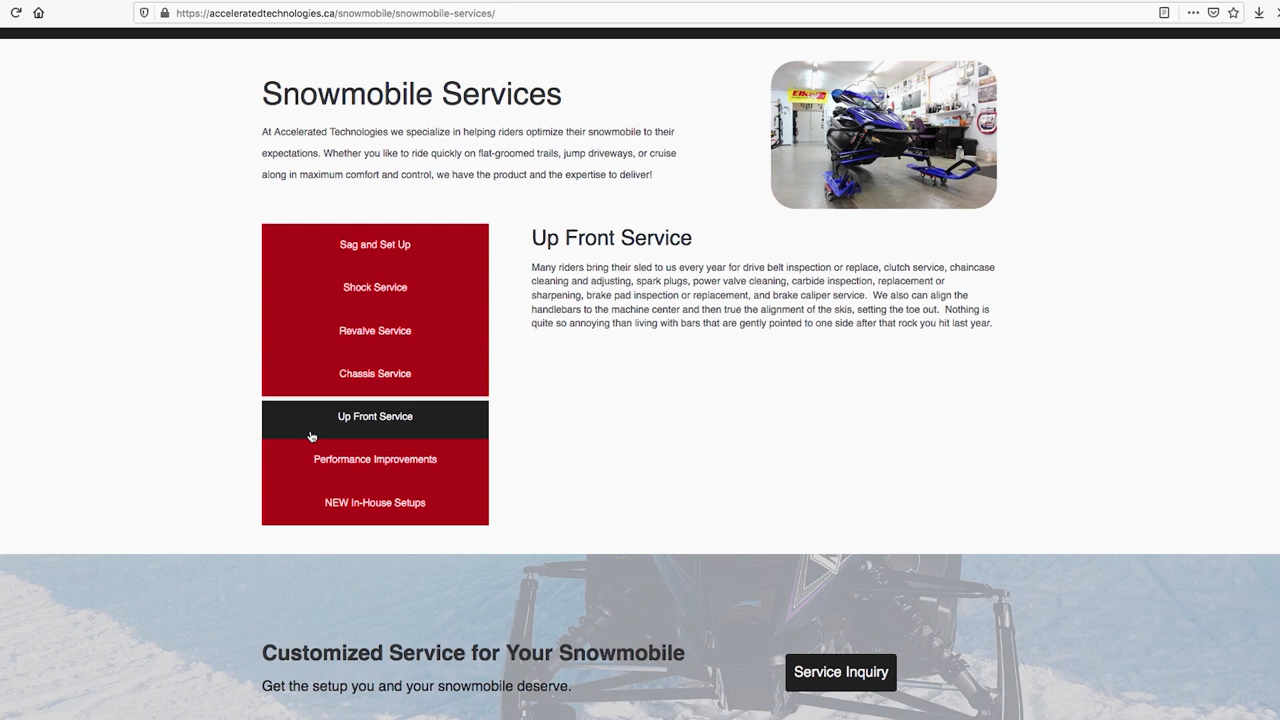 https://acceleratedtechnologies.ca/snowmobile/snowmobile-services/
Snowmobile Services
At Accelerated Technologies we specialize in helping riders optimize their snowmobile to their
expectations. Whether you like to ride quickly on flat-groomed trails, jump driveways, or cruise
along in maximum comfort and control, we have the product and the expertise to deliver!
Sag and Set Up
Shock Service
Revalve Service
Chassis Service
Up Front Service
Performance Improvements
NEW In-House Setups
Up Front Service
Many riders bring their sled to us every year for drive belt inspection or replace, clutch service, chaincase
cleaning and adjusting, spark plugs, power valve cleaning, carbide inspection, replacement or
sharpening, brake pad inspection or replacement, and brake caliper service.  We also can align the
handlebars to the machine center and then true the alignment of the skis, setting the toe out.  Nothing is
quite so annoying than living with bars that are gently pointed to one side after that rock you hit last year.
Customized Service for Your Snowmobile
Get the setup you and your snowmobile deserve.
Service Inquiry